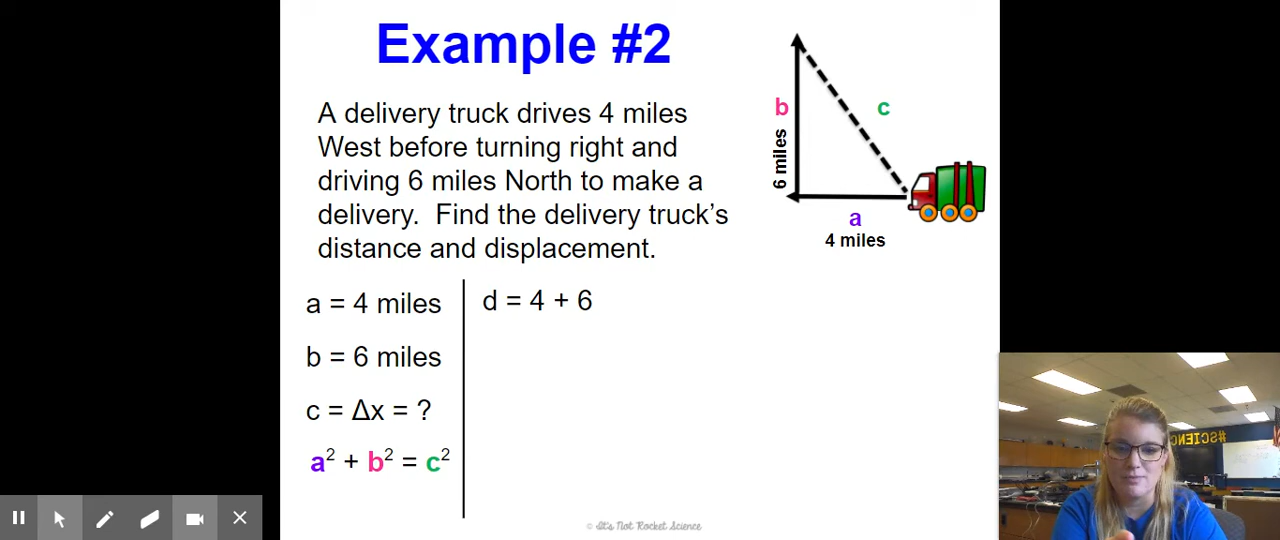 Example #2
A delivery truck drives 4 miles
West before turning right and
driving 6 miles North to make a
delivery. Find the delivery truck's
distance and displacement.
b
6 miles
c
a
4 miles
a = 4 miles
b = 6 miles
c = Δx = ?
a² + b² = c²
d = 4 + 6
© It's Not Rocket Science
#SCIENC